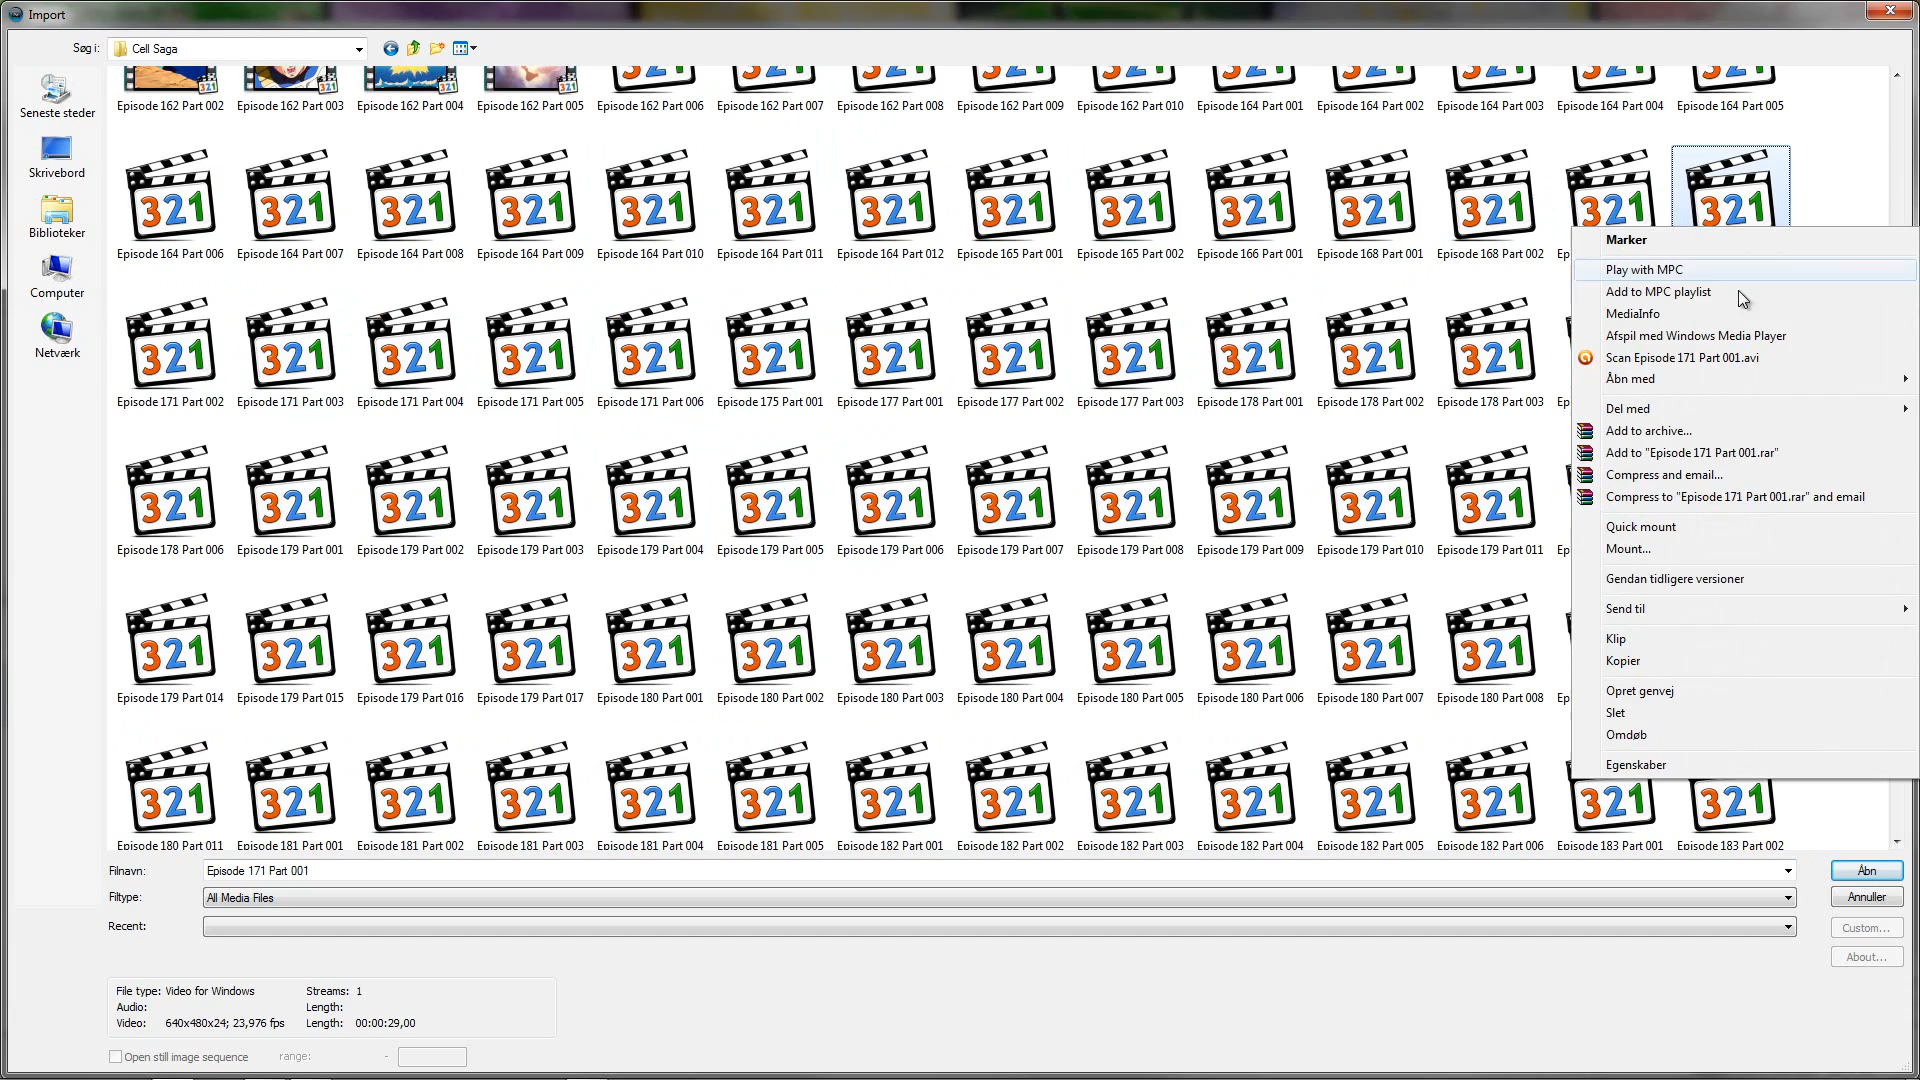 Import
Søg i:
Cell Saga
Seneste steder
Skrivebord
Biblioteker
Computer
Netværk
Episode 162 Part 002 Episode 162 Part 003 Episode 162 Part 004 Episode 162 Part 005 Episode 162 Part 006 Episode 162 Part 007 Episode 162 Part 008 Episode 162 Part 009 Episode 162 Part 010 Episode 164 Part 001 Episode 164 Part 002 Episode 164 Part 003 Episode 164 Part 004 Episode 164 Part 005
Episode 164 Part 006 Episode 164 Part 007 Episode 164 Part 008 Episode 164 Part 009 Episode 164 Part 010 Episode 164 Part 011 Episode 164 Part 012 Episode 165 Part 001 Episode 165 Part 002 Episode 166 Part 001 Episode 168 Part 001 Episode 168 Part 002 Ep
Episode 171 Part 002 Episode 171 Part 003 Episode 171 Part 004 Episode 171 Part 005 Episode 171 Part 006 Episode 175 Part 001 Episode 177 Part 001 Episode 177 Part 002 Episode 177 Part 003 Episode 178 Part 001 Episode 178 Part 002 Episode 178 Part 003 Ep
Episode 178 Part 006 Episode 179 Part 001 Episode 179 Part 002 Episode 179 Part 003 Episode 179 Part 004 Episode 179 Part 005 Episode 179 Part 006 Episode 179 Part 007 Episode 179 Part 008 Episode 179 Part 009 Episode 179 Part 010 Episode 179 Part 011 Ep
Episode 179 Part 014 Episode 179 Part 015 Episode 179 Part 016 Episode 179 Part 017 Episode 180 Part 001 Episode 180 Part 002 Episode 180 Part 003 Episode 180 Part 004 Episode 180 Part 005 Episode 180 Part 006 Episode 180 Part 007 Episode 180 Part 008 Ep
Episode 180 Part 011 Episode 181 Part 001 Episode 181 Part 002 Episode 181 Part 003 Episode 181 Part 004 Episode 181 Part 005 Episode 182 Part 001 Episode 182 Part 002 Episode 182 Part 003 Episode 182 Part 004 Episode 182 Part 005 Episode 182 Part 006 Episode 183 Part 001 Episode 183 Part 002
Marker
Play with MPC
Add to MPC playlist
MediaInfo
Afspil med Windows Media Player
Scan Episode 171 Part 001.avi
Åbn med
Del med
Add to archive...
Add to "Episode 171 Part 001.rar"
Compress and email...
Compress to "Episode 171 Part 001.rar" and email
Quick mount
Mount...
Gendan tidligere versioner
Send til
Klip
Kopier
Opret genvej
Slet
Omdøb
Egenskaber
Filnavn: Episode 171 Part 001
Åbn
Filtype: All Media Files
Annuller
Recent:
Custom...
About...
File type: Video for Windows Streams: 1
Audio: Length:
Video: 640x480x24; 23,976 fps Length: 00:00:29,00
Open still image sequence range: -